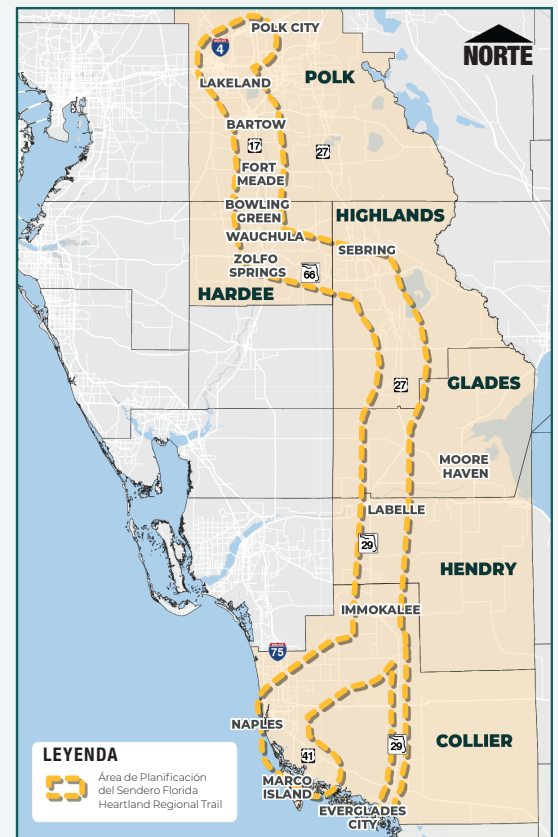 NORTE
POLK CITY
4
LAKELAND
POLK
BARTOW
17
27
FORT
MEADE
BOWLING
GREEN
HIGHLANDS
WAUCHULA
SEBRING
ZOLFO
SPRINGS
66
HARDEE
27
GLADES
MOORE
HAVEN
LABELLE
29
HENDRY
IMMOKALEE
75
NAPLES
29
COLLIER
41
MARCO
ISLAND
EVERGLADES
CITY
LEYENDA
Área de Planificación
del Sendero Florida
Heartland Regional Trail